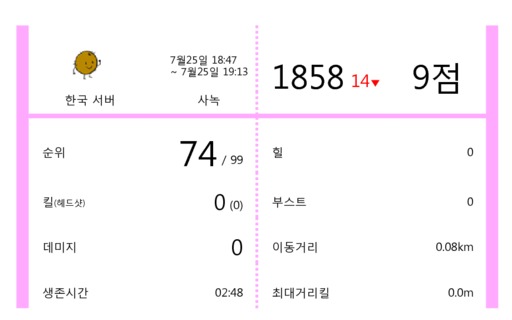 7월25일 18:47
~ 7월25일 19:13
한국 서버
사녹
1858 14▼
9점
순위
74 / 99
킬(헤드샷)
0 (0)
데미지
0
생존시간
02:48
힐
0
부스트
0
이동거리
0.08km
최대거리킬
0.0m